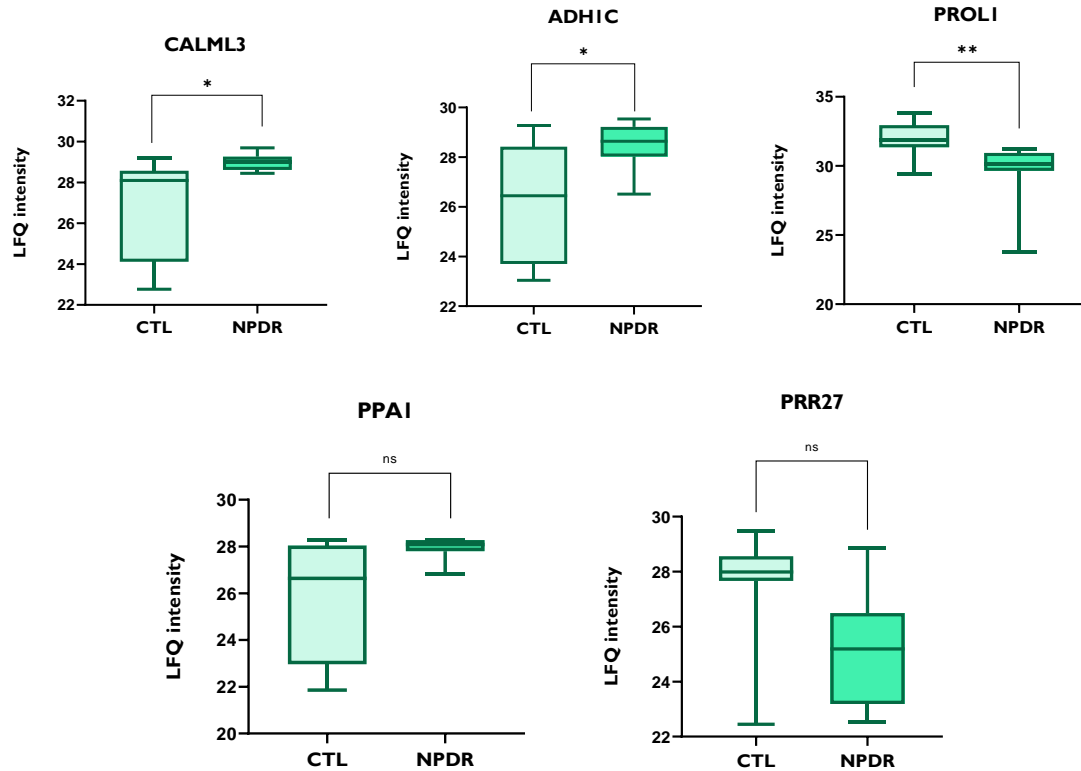 CALML3
*
LFQ intensity
32
30
28
26
24
22
CTL
NPDR
ADH1C
*
LFQ intensity
30
28
26
24
22
CTL
NPDR
PROL1
**
LFQ intensity
35
30
25
20
CTL
NPDR
PPA1
ns
LFQ intensity
30
28
26
24
22
20
CTL
NPDR
PRR27
ns
LFQ intensity
30
28
26
24
22
CTL
NPDR